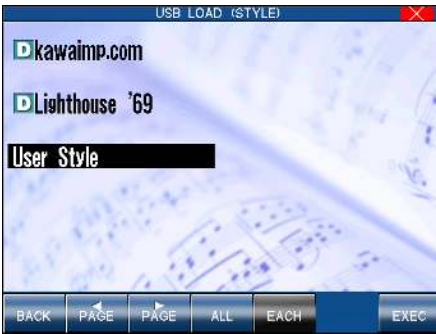 USB LOAD (STYLE)
D kawaimp.com
D Lighthouse '69
User Style
BACK PAGE PAGE ALL EACH EXEC